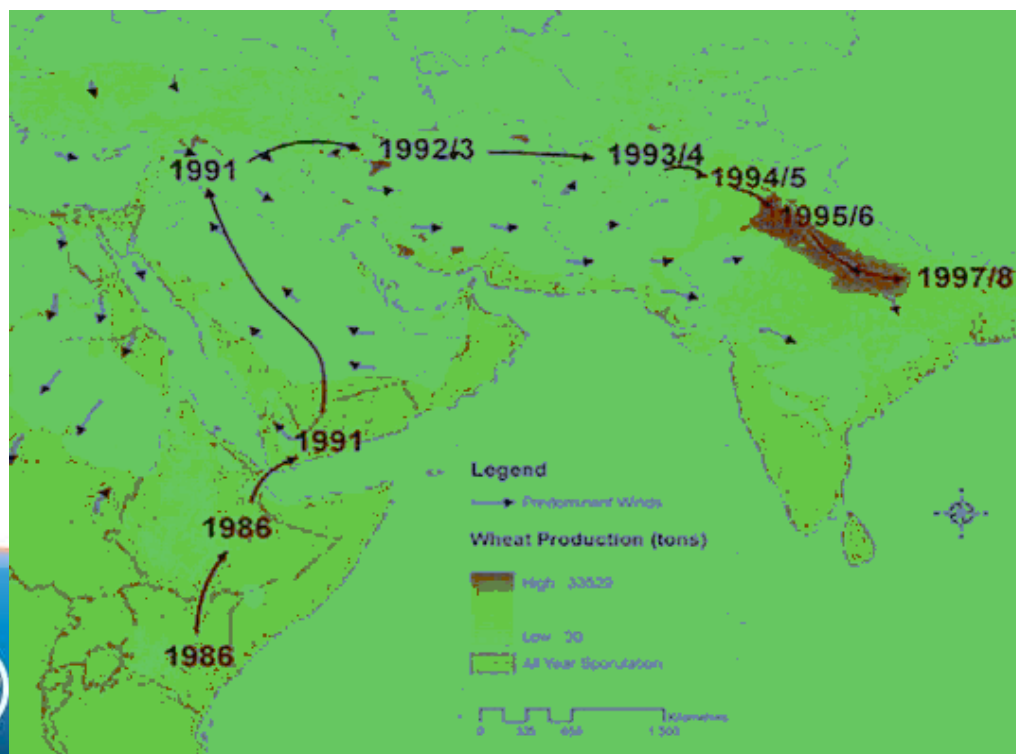 1992/3
1993/4
1991
1994/5
1995/6
1997/8
1991
Legend
Predominant Winds
Wheat Production (tons)
1986
High
Low
1986
All Year Sporulation
Kilometres
0
1 300